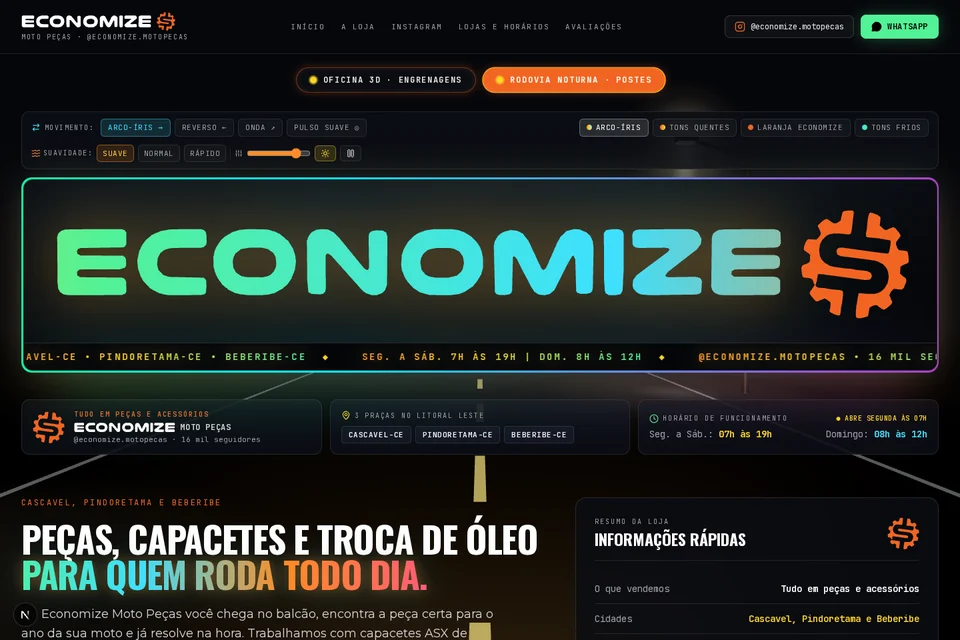 ECONOMIZE
MOTO PEÇAS · @ECONOMIZE.MOTOPECAS
INÍCIO A LOJA INSTAGRAM LOJAS E HORÁRIOS AVALIAÇÕES
@economize.motopecas
WHATSAPP
OFICINA 3D · ENGRENAGENS
RODOVIA NOTURNA · POSTES
MOVIMENTO: ARCO-ÍRIS → REVERSO ← ONDA ↗ PULSO SUAVE ◎
ARCO-ÍRIS TONS QUENTES LARANJA ECONOMIZE TONS FRIOS
SUAVIDADE: SUAVE NORMAL RÁPIDO
ECONOMIZE
AVEL-CE • PINDORETAMA-CE • BEBERIBE-CE ◆ SEG. A SÁB. 7H ÀS 19H | DOM. 8H ÀS 12H ◆ @ECONOMIZE.MOTOPECAS • 16 MIL SE
TUDO EM PEÇAS E ACESSÓRIOS
ECONOMIZE MOTO PEÇAS
@economize.motopecas · 16 mil seguidores
3 PRAÇAS NO LITORAL LESTE
CASCAVEL-CE PINDORETAMA-CE BEBERIBE-CE
HORÁRIO DE FUNCIONAMENTO
● ABRE SEGUNDA ÀS 07H
Seg. a Sáb.: 07h às 19h
Domingo: 08h às 12h
CASCAVEL, PINDORETAMA E BEBERIBE
PEÇAS, CAPACETES E TROCA DE ÓLEO
PARA QUEM RODA TODO DIA.
Economize Moto Peças você chega no balcão, encontra a peça certa para o
ano da sua moto e já resolve na hora. Trabalhamos com capacetes ASX de
N
RESUMO DA LOJA
INFORMAÇÕES RÁPIDAS
O que vendemos Tudo em peças e acessórios
Cidades Cascavel, Pindoretama e Beberibe